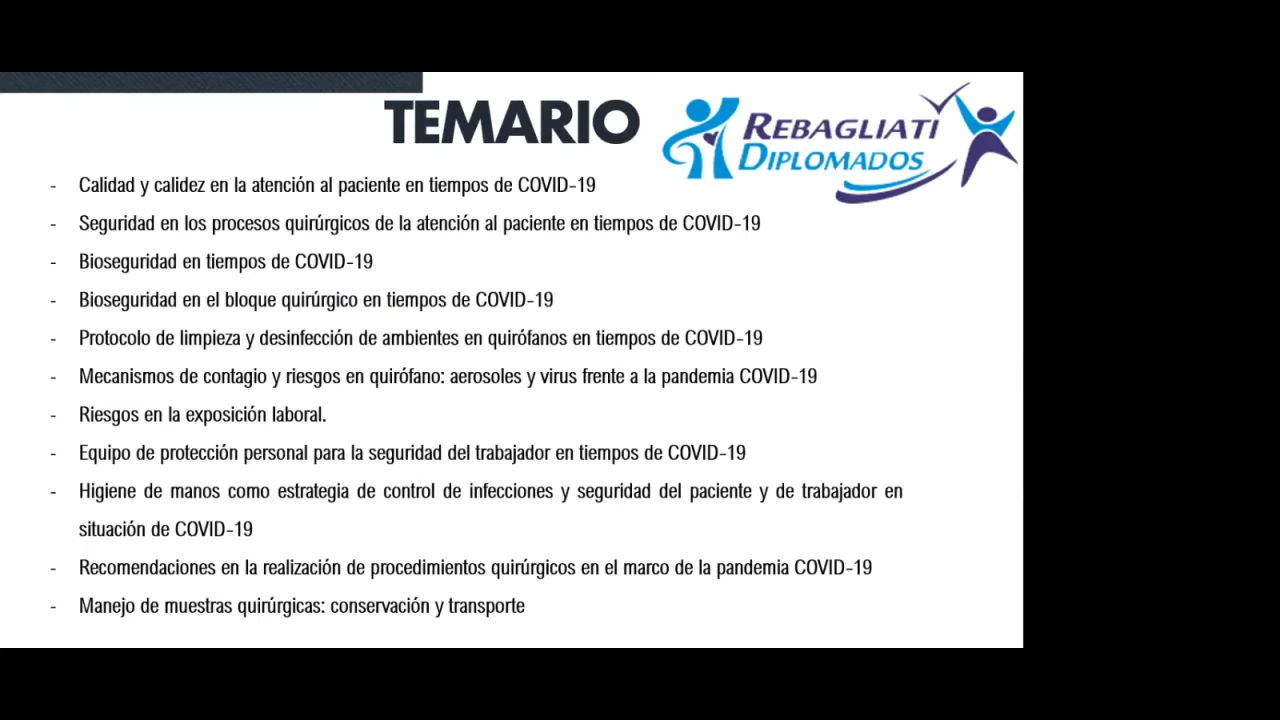 TEMARIO
REBAGLIATI
DIPLOMADOS
- Calidad y calidez en la atención al paciente en tiempos de COVID-19
- Seguridad en los procesos quirúrgicos de la atención al paciente en tiempos de COVID-19
- Bioseguridad en tiempos de COVID-19
- Bioseguridad en el bloque quirúrgico en tiempos de COVID-19
- Protocolo de limpieza y desinfección de ambientes en quirófanos en tiempos de COVID-19
- Mecanismos de contagio y riesgos en quirófano: aerosoles y virus frente a la pandemia COVID-19
- Riesgos en la exposición laboral.
- Equipo de protección personal para la seguridad del trabajador en tiempos de COVID-19
- Higiene de manos como estrategia de control de infecciones y seguridad del paciente y de trabajador en
situación de COVID-19
- Recomendaciones en la realización de procedimientos quirúrgicos en el marco de la pandemia COVID-19
- Manejo de muestras quirúrgicas: conservación y transporte